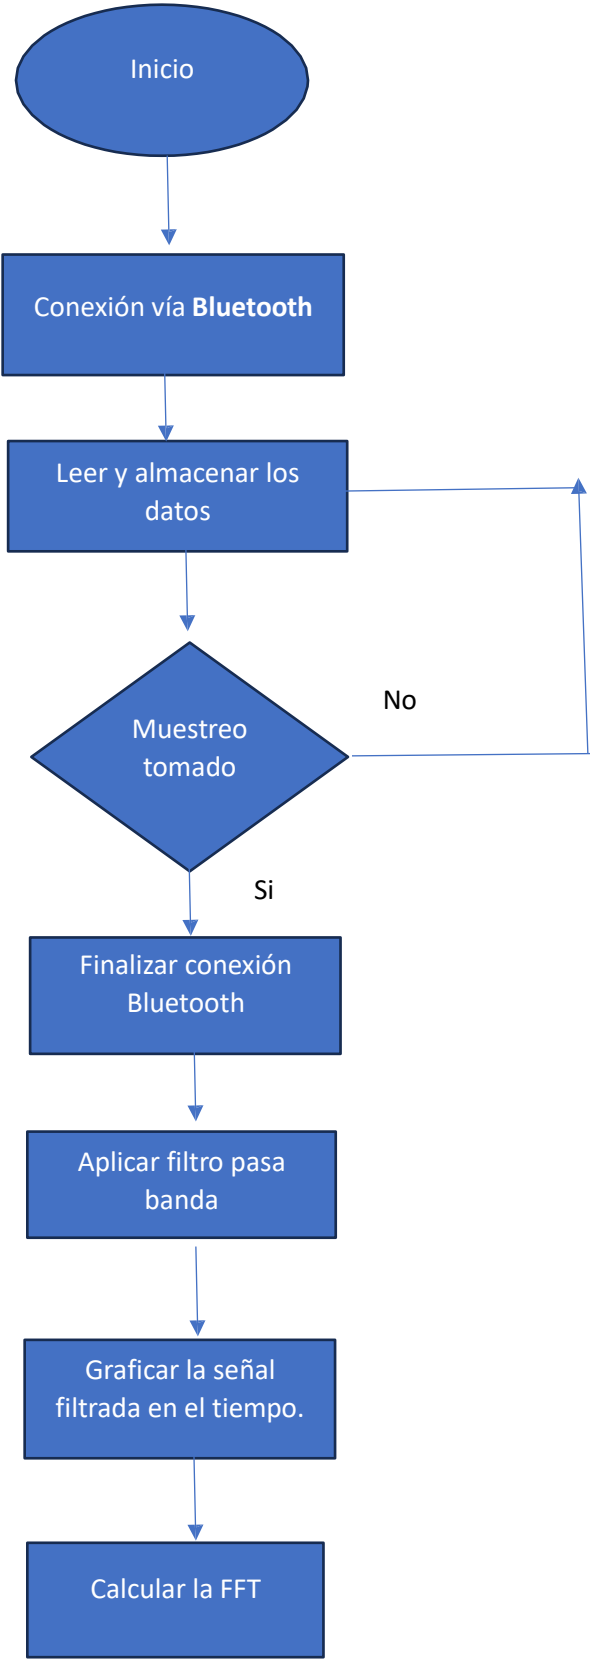 Inicio
Conexión vía Bluetooth
Leer y almacenar los
datos
No
Muestreo
tomado
Si
Finalizar conexión
Bluetooth
Aplicar filtro pasa
banda
Graficar la señal
filtrada en el tiempo.
Calcular la FFT